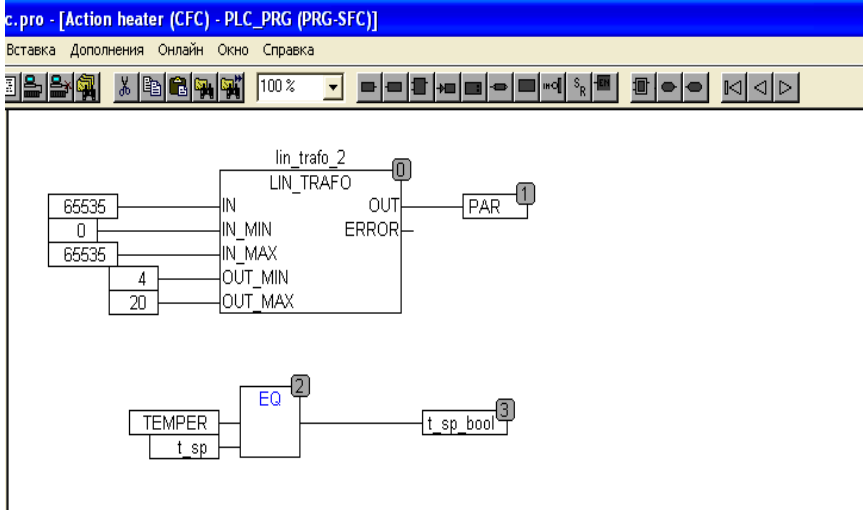 c.pro - [Action heater (CFC) - PLC_PRG (PRG-SFC)]
Вставка Дополнения Онлайн Окно Справка
100 %
S
R
EN
lin_trafo_2
0
LIN_TRAFO
1
65535 IN OUT PAR
0 IN_MIN ERROR
65535 IN_MAX
4 OUT_MIN
20 OUT_MAX
2
EQ
3
TEMPER t_sp_bool
t_sp